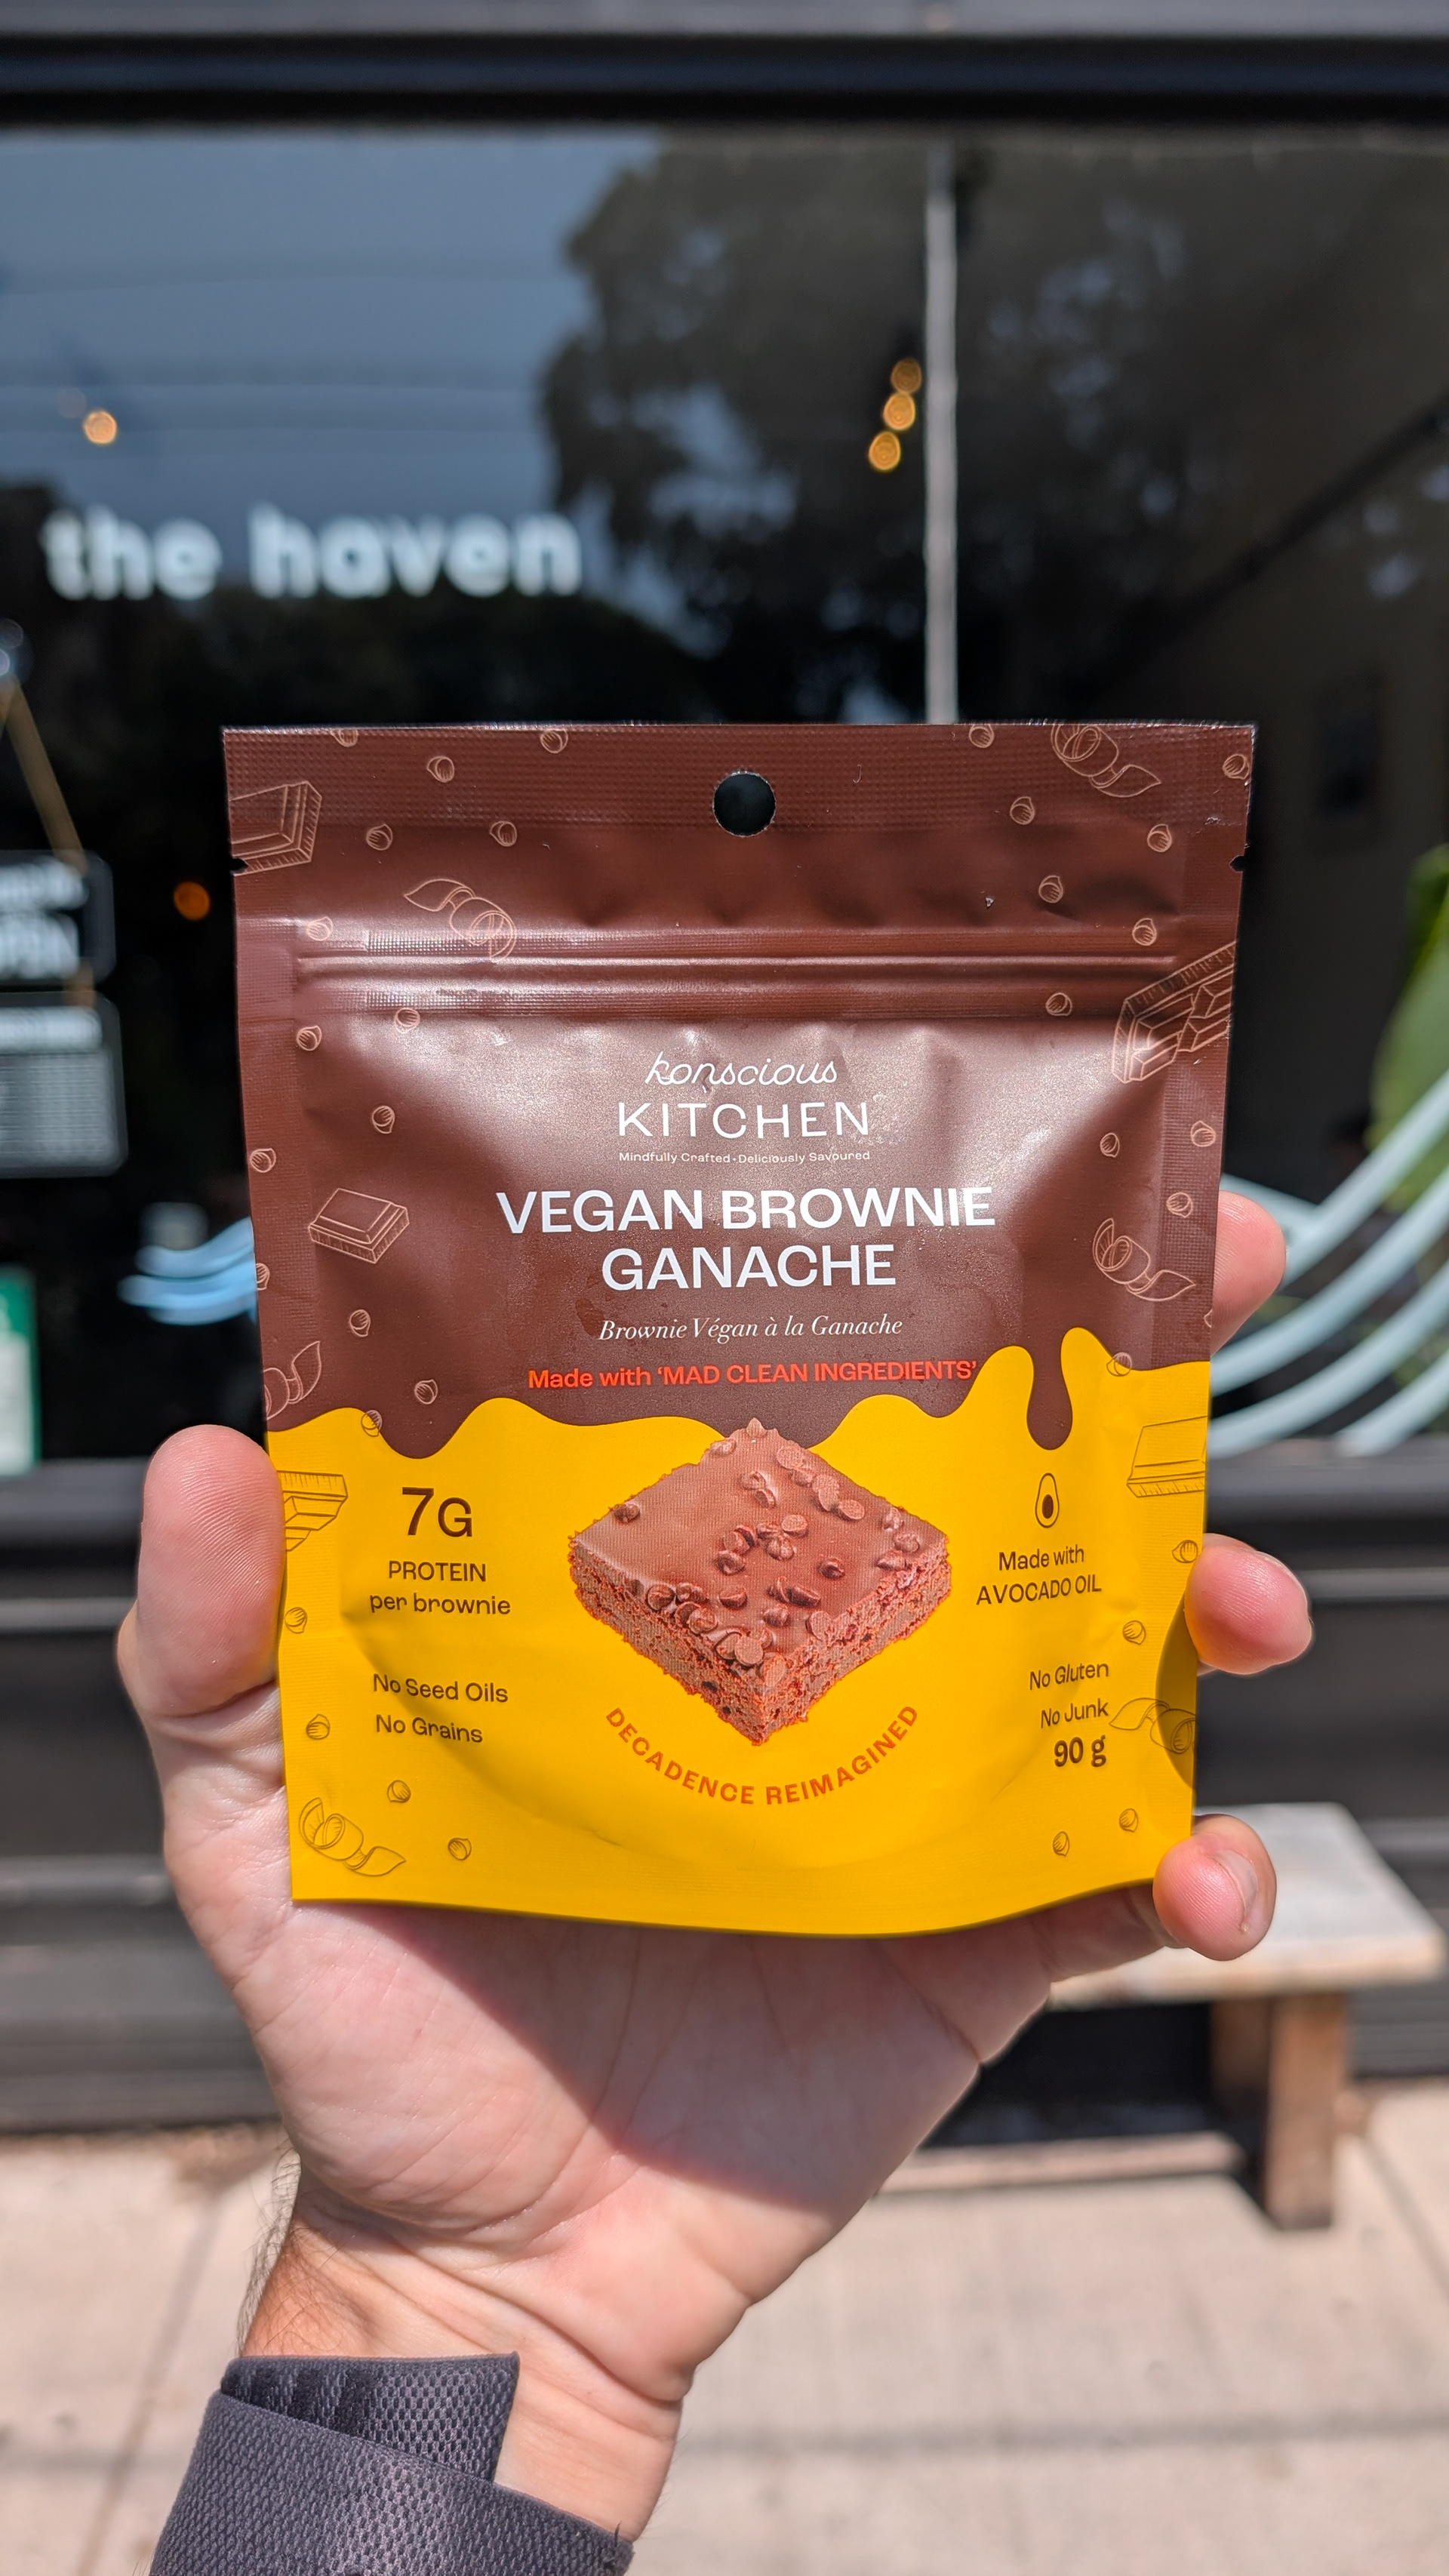 the haven
konscious
KITCHEN
Mindfully Crafted • Deliciously Savoured
VEGAN BROWNIE
GANACHE
Brownie Végan à la Ganache
Made with ‘MAD CLEAN INGREDIENTS’
7G
PROTEIN
per brownie
No Seed Oils
No Grains
Made with
AVOCADO OIL
No Gluten
No Junk
90 g
DECADENCE REIMAGINED